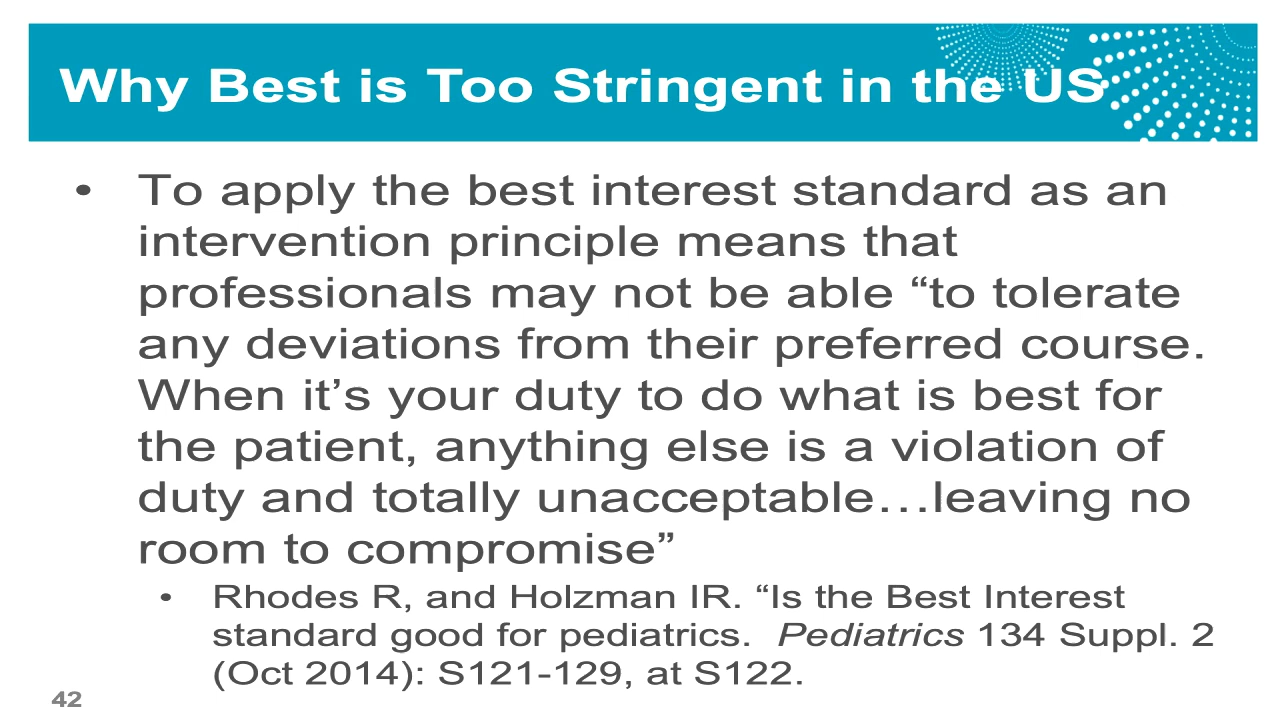 Why Best is Too Stringent in the US
• To apply the best interest standard as an
intervention principle means that
professionals may not be able “to tolerate
any deviations from their preferred course.
When it’s your duty to do what is best for
the patient, anything else is a violation of
duty and totally unacceptable…leaving no
room to compromise”
• Rhodes R, and Holzman IR. “Is the Best Interest
standard good for pediatrics.  Pediatrics 134 Suppl. 2
(Oct 2014): S121-129, at S122.
42